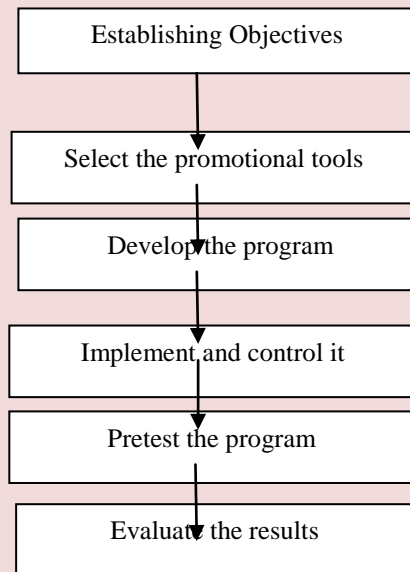 Establishing Objectives
Select the promotional tools
Develop the program
Implement and control it
Pretest the program
Evaluate the results